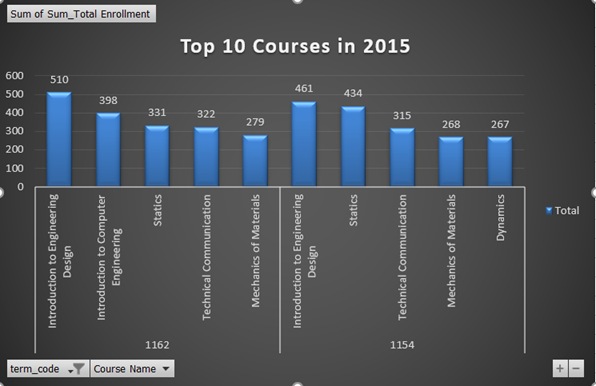 Sum of Sum_Total Enrollment
Top 10 Courses in 2015
600
500
400
300
200
100
0
510
398
331
322
279
461
434
315
268
267
Introduction to Engineering
Design
Introduction to Computer
Engineering
Statics
Technical Communication
Mechanics of Materials
Introduction to Engineering
Design
Statics
Technical Communication
Mechanics of Materials
Dynamics
1162
1154
Total
term_code
Course Name
+
−